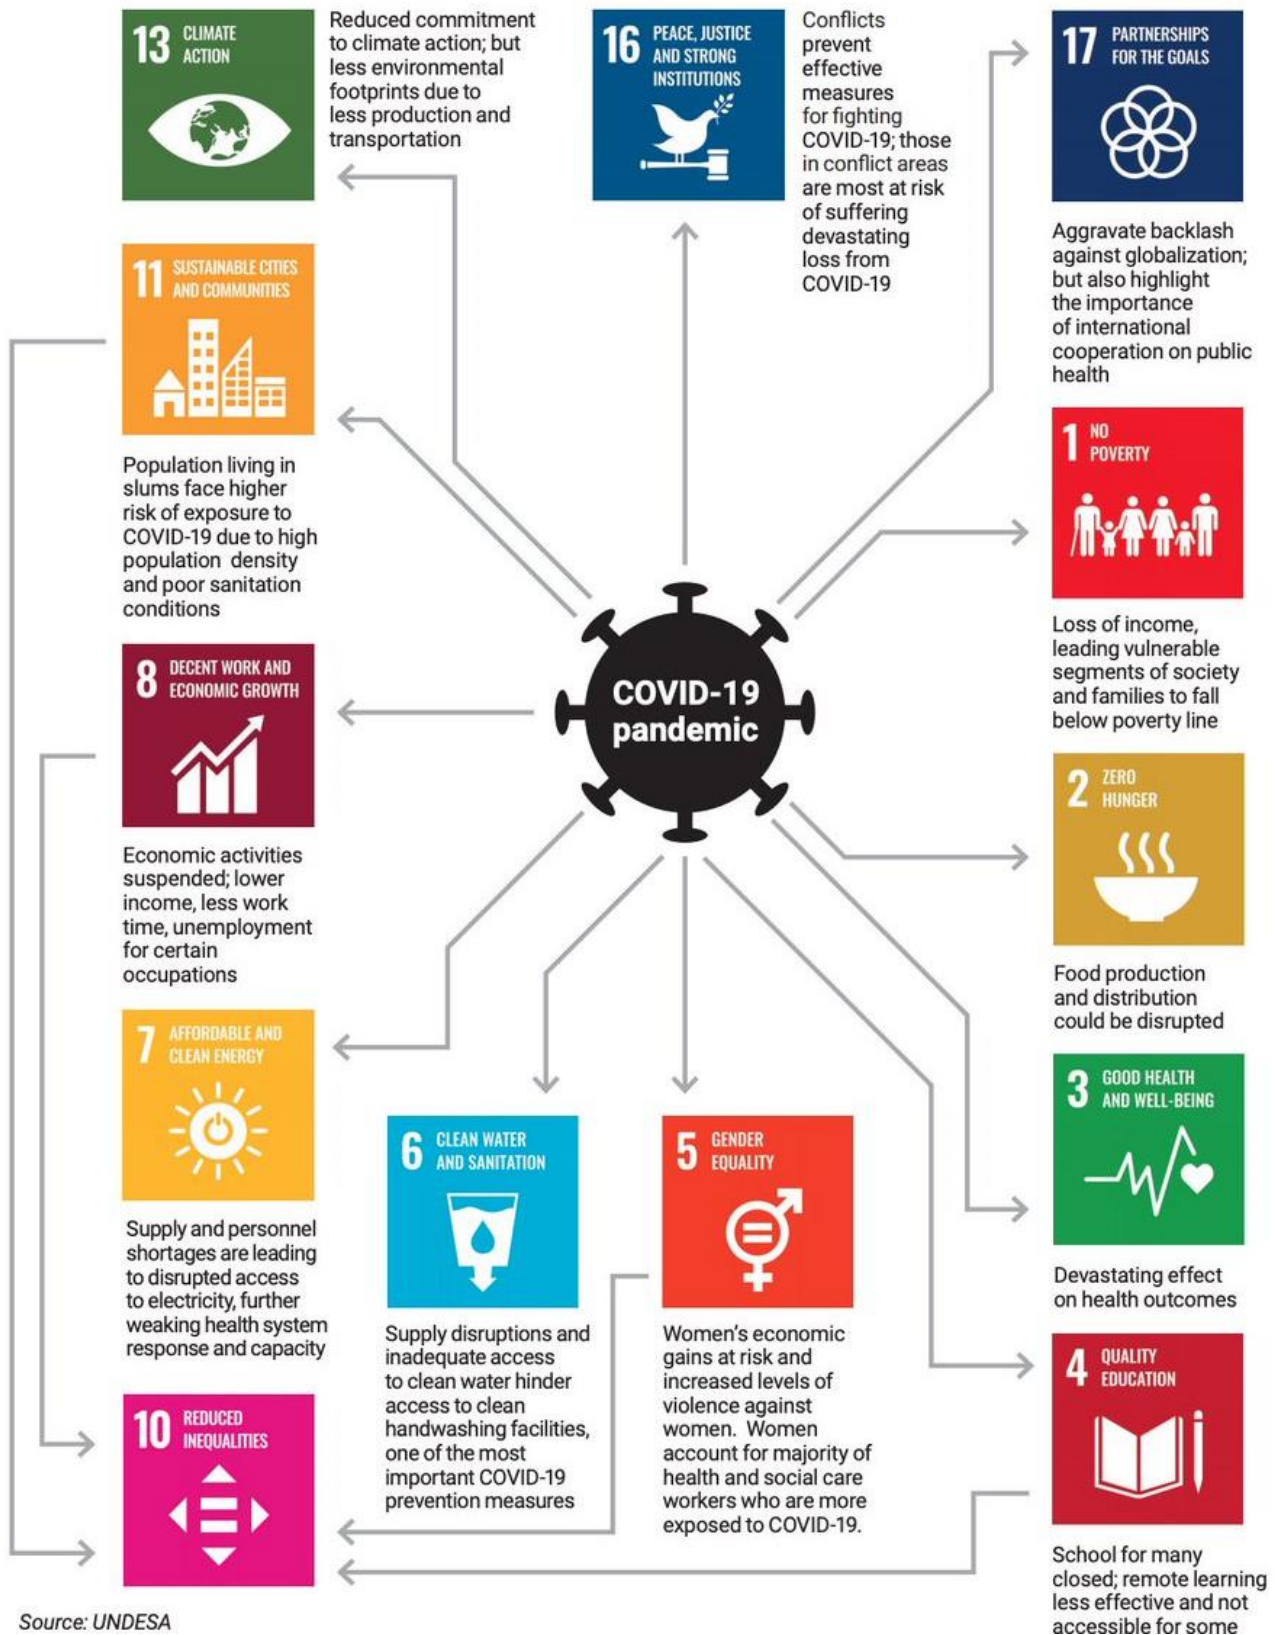 13 CLIMATE
ACTION
Reduced commitment
to climate action; but
less environmental
footprints due to
less production and
transportation
16 PEACE, JUSTICE
AND STRONG
INSTITUTIONS
Conflicts
prevent
effective
measures
for fighting
COVID-19; those
in conflict areas
are most at risk
of suffering
devastating
loss from
COVID-19
17 PARTNERSHIPS
FOR THE GOALS
Aggravate backlash
against globalization;
but also highlight
the importance
of international
cooperation on public
health
11 SUSTAINABLE CITIES
AND COMMUNITIES
Population living in
slums face higher
risk of exposure to
COVID-19 due to high
population density
and poor sanitation
conditions
1 NO
POVERTY
Loss of income,
leading vulnerable
segments of society
and families to fall
below poverty line
8 DECENT WORK AND
ECONOMIC GROWTH
Economic activities
suspended; lower
income, less work
time, unemployment
for certain
occupations
COVID-19
pandemic
2 ZERO
HUNGER
Food production
and distribution
could be disrupted
7 AFFORDABLE AND
CLEAN ENERGY
Supply and personnel
shortages are leading
to disrupted access
to electricity, further
weaking health system
response and capacity
6 CLEAN WATER
AND SANITATION
Supply disruptions and
inadequate access
to clean water hinder
access to clean
handwashing facilities,
one of the most
important COVID-19
prevention measures
5 GENDER
EQUALITY
Women's economic
gains at risk and
increased levels of
violence against
women. Women
account for majority of
health and social care
workers who are more
exposed to COVID-19.
3 GOOD HEALTH
AND WELL-BEING
Devastating effect
on health outcomes
4 QUALITY
EDUCATION
School for many
closed; remote learning
less effective and not
accessible for some
10 REDUCED
INEQUALITIES
Source: UNDESA